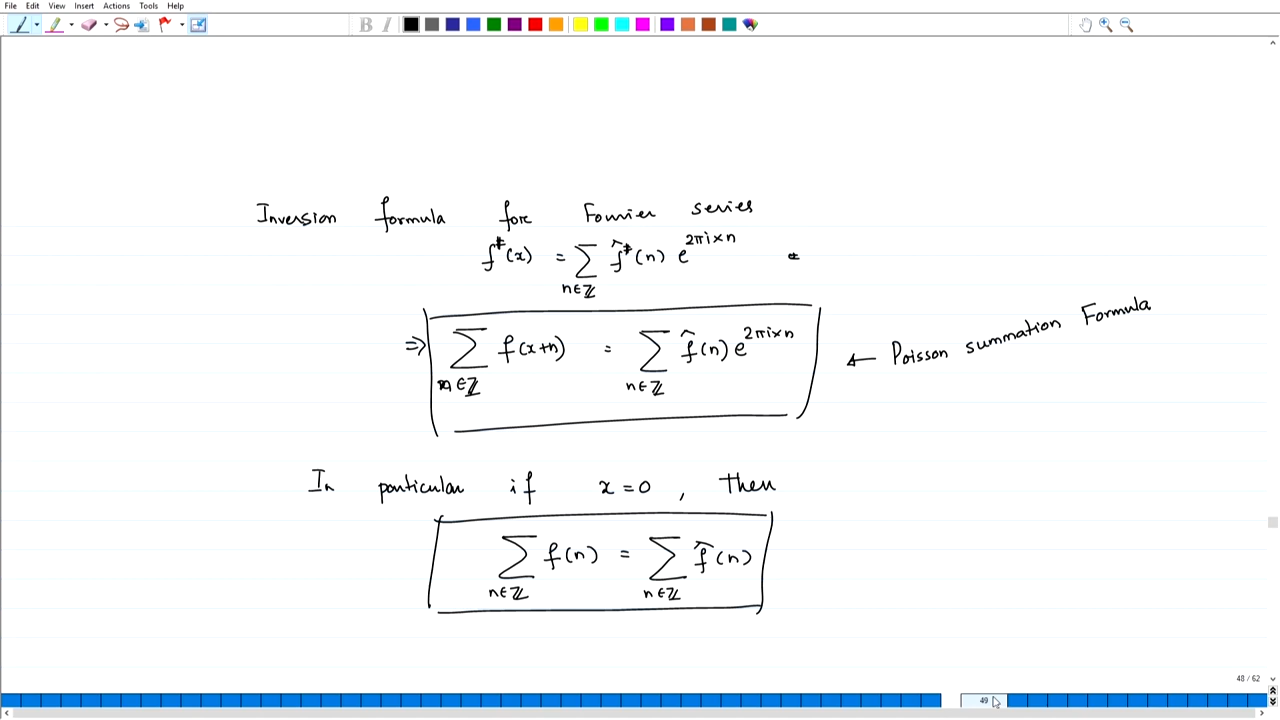 File Edit View Insert Actions Tools Help
B I
Inversion formula for Fourier series
f^#(x) = ∑_{n∈ℤ} f̂^#(n) e^{2πixn}
⇒ ∑_{n∈ℤ} f(x+n) = ∑_{n∈ℤ} f̂(n) e^{2πixn} ← Poisson summation Formula
In particular if x=0, then
∑_{n∈ℤ} f(n) = ∑_{n∈ℤ} f̂(n)
48 / 62
49